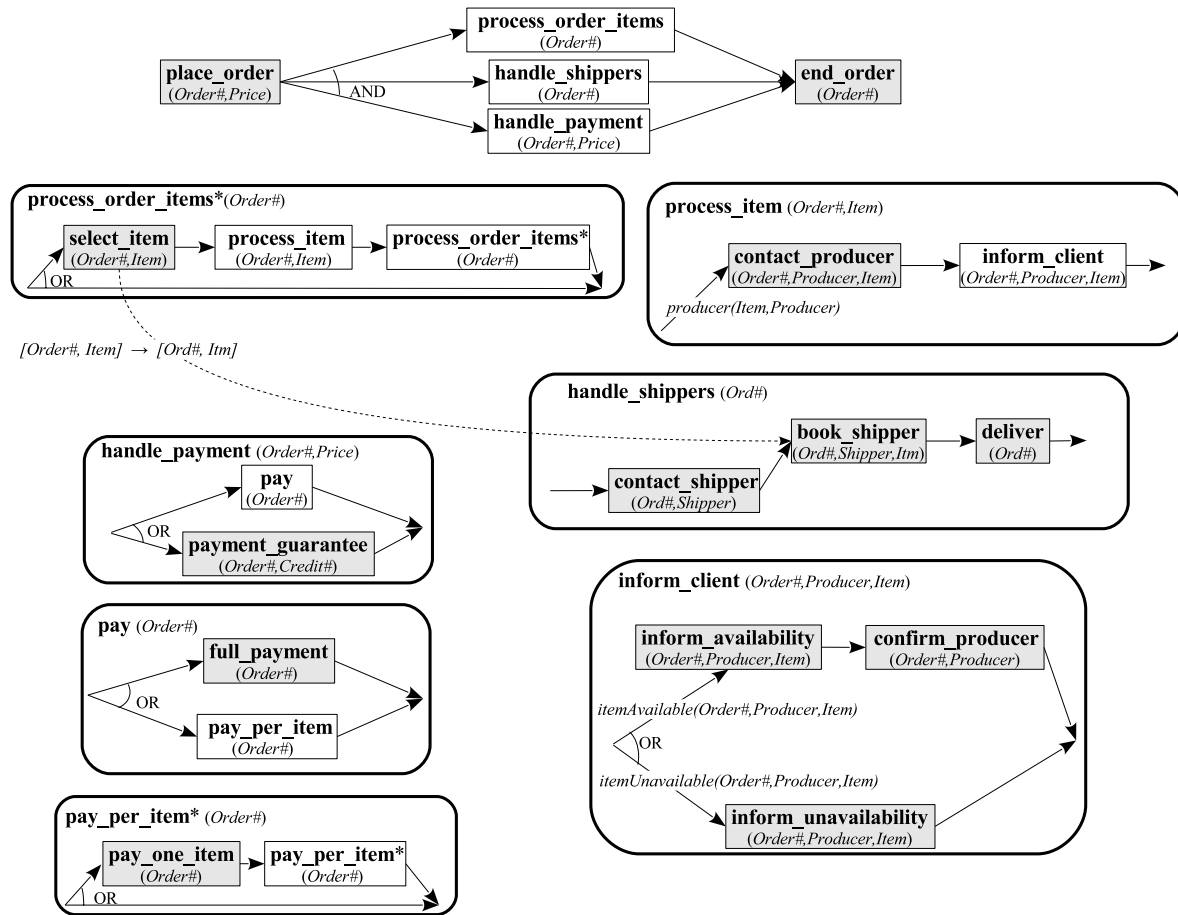 process_order_items
(Order#)
place_order
(Order#,Price)
AND
handle_shippers
(Order#)
end_order
(Order#)
handle_payment
(Order#,Price)
process_order_items* (Order#)
select_item
(Order#,Item)
process_item
(Order#,Item)
process_order_items*
(Order#)
OR
process_item (Order#,Item)
contact_producer
(Order#,Producer,Item)
inform_client
(Order#,Producer,Item)
producer(Item,Producer)
[Order#, Item] → [Ord#, Itm]
handle_shippers (Ord#)
book_shipper
(Ord#,Shipper,Itm)
deliver
(Ord#)
contact_shipper
(Ord#,Shipper)
handle_payment (Order#,Price)
pay
(Order#)
OR
payment_guarantee
(Order#,Credit#)
inform_client (Order#,Producer,Item)
inform_availability
(Order#,Producer,Item)
confirm_producer
(Order#,Producer)
itemAvailable(Order#,Producer,Item)
OR
itemUnavailable(Order#,Producer,Item)
inform_unavailability
(Order#,Producer,Item)
pay (Order#)
full_payment
(Order#)
OR
pay_per_item
(Order#)
pay_per_item* (Order#)
pay_one_item
(Order#)
pay_per_item*
(Order#)
OR